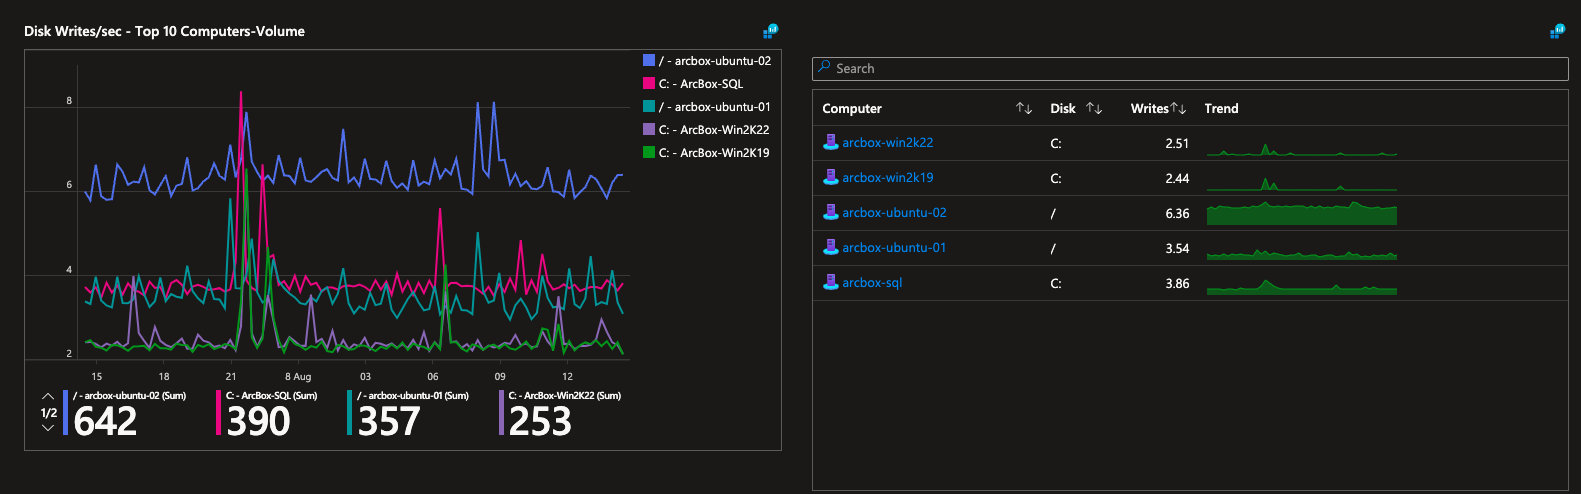 Disk Writes/sec - Top 10 Computers-Volume
/ - arcbox-ubuntu-02
C: - ArcBox-SQL
/ - arcbox-ubuntu-01
C: - ArcBox-Win2K22
C: - ArcBox-Win2K19
8
6
4
2
15 18 21 8 Aug 03 06 09 12
1/2
/ - arcbox-ubuntu-02 (Sum)
642
C: - ArcBox-SQL (Sum)
390
/ - arcbox-ubuntu-01 (Sum)
357
C: - ArcBox-Win2K22 (Sum)
253
Search
Computer ↑↓ Disk ↑↓ Writes↑↓ Trend
arcbox-win2k22 C: 2.51
arcbox-win2k19 C: 2.44
arcbox-ubuntu-02 / 6.36
arcbox-ubuntu-01 / 3.54
arcbox-sql C: 3.86